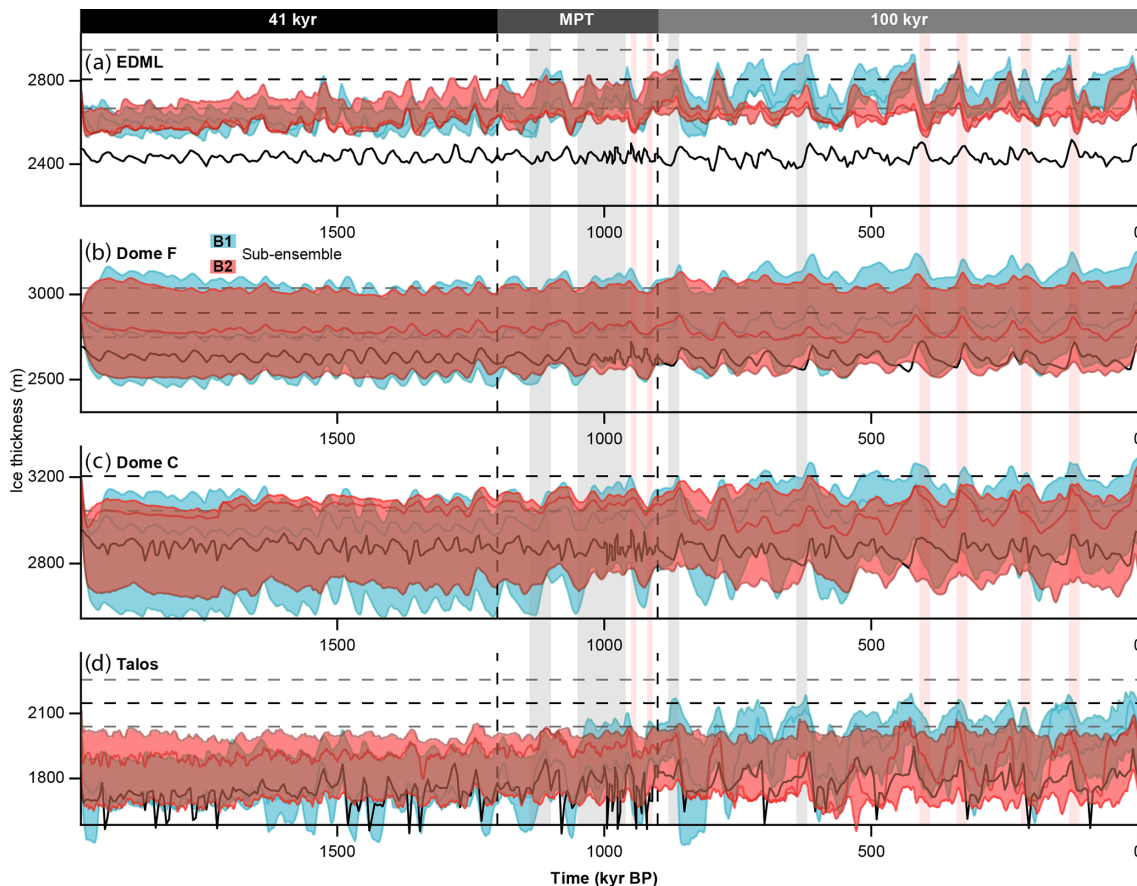 41 kyr MPT 100 kyr
(a) EDML
2800
2400
1500 1000 500 0
(b) Dome F
B1
Sub-ensemble
B2
3000
2500
1500 1000 500 0
Ice thickness (m)
(c) Dome C
3200
2800
1500 1000 500 0
(d) Talos
2100
1800
1500 1000 500 0
Time (kyr BP)